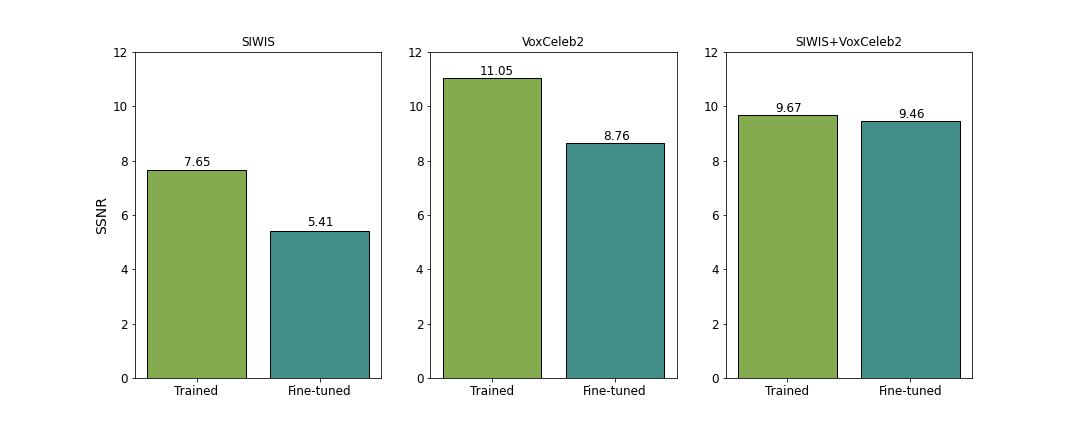 SIWIS
VoxCeleb2
SIWIS+VoxCeleb2
SSNR
12
10
8
6
4
2
0
7.65
5.41
Trained
Fine-tuned
12
10
8
6
4
2
0
11.05
8.76
Trained
Fine-tuned
12
10
8
6
4
2
0
9.67
9.46
Trained
Fine-tuned